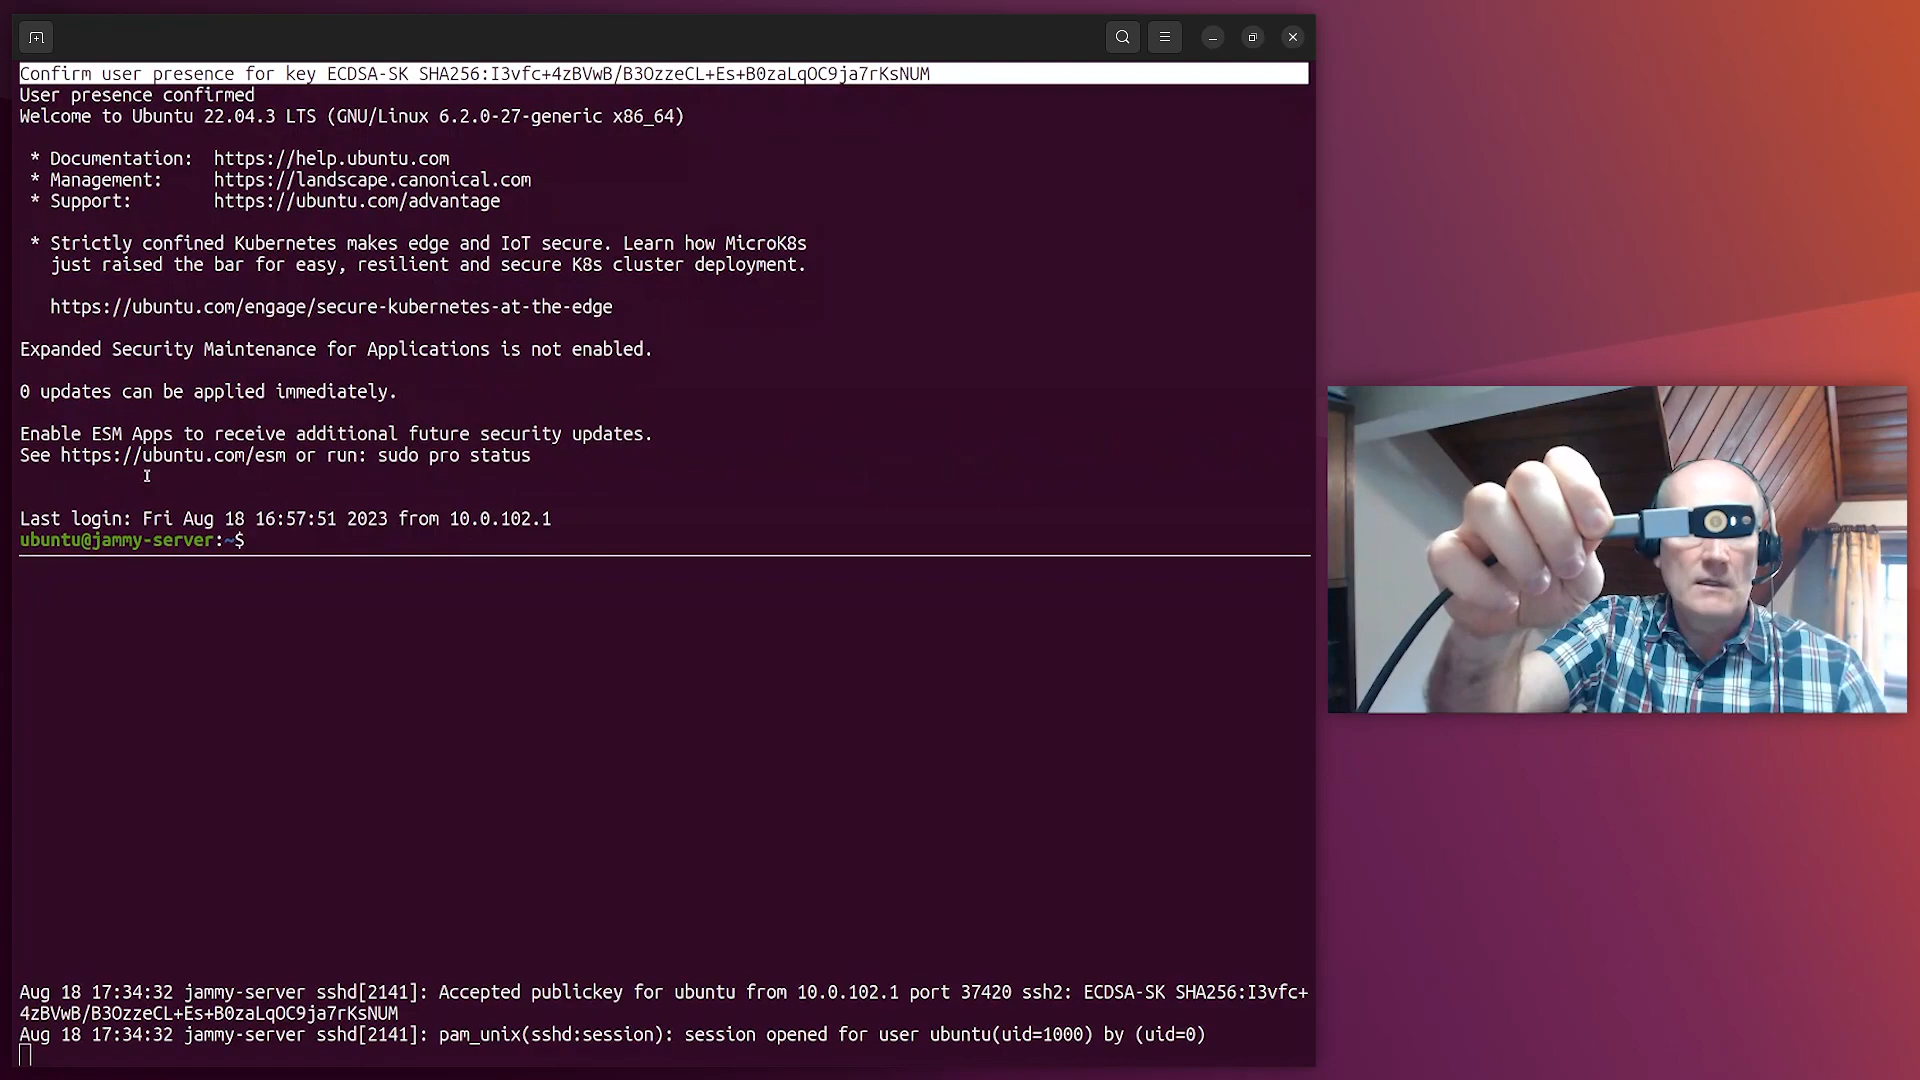 Confirm user presence for key ECDSA-SK SHA256:I3vfc+4zBVwB/B3OzzeCL+Es+B0zaLqOC9ja7rKsNUM
User presence confirmed
Welcome to Ubuntu 22.04.3 LTS (GNU/Linux 6.2.0-27-generic x86_64)
* Documentation:  https://help.ubuntu.com
* Management:     https://landscape.canonical.com
* Support:        https://ubuntu.com/advantage
* Strictly confined Kubernetes makes edge and IoT secure. Learn how MicroK8s
just raised the bar for easy, resilient and secure K8s cluster deployment.
https://ubuntu.com/engage/secure-kubernetes-at-the-edge
Expanded Security Maintenance for Applications is not enabled.
0 updates can be applied immediately.
Enable ESM Apps to receive additional future security updates.
See https://ubuntu.com/esm or run: sudo pro status
Last login: Fri Aug 18 16:57:51 2023 from 10.0.102.1
ubuntu@jammy-server:~$
Aug 18 17:34:32 jammy-server sshd[2141]: Accepted publickey for ubuntu from 10.0.102.1 port 37420 ssh2: ECDSA-SK SHA256:I3vfc+
4zBVwB/B3OzzeCL+Es+B0zaLqOC9ja7rKsNUM
Aug 18 17:34:32 jammy-server sshd[2141]: pam_unix(sshd:session): session opened for user ubuntu(uid=1000) by (uid=0)